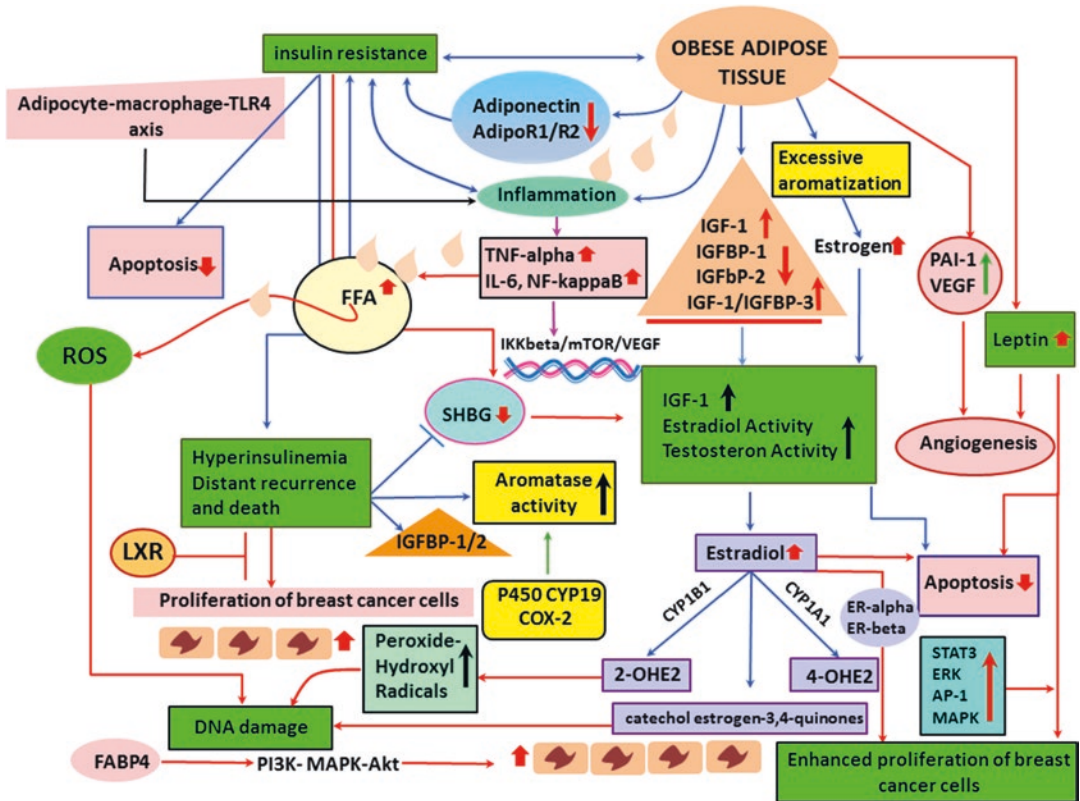 insulin resistance
OBESE ADIPOSE
TISSUE
Adipocyte-macrophage-TLR4
axis
Adiponectin
AdipoR1/R2
Excessive
aromatization
Inflammation
Apoptosis
FFA
TNF-alpha
IL-6, NF-kappaB
IGF-1
IGFBP-1
IGFbP-2
IGF-1/IGFBP-3
Estrogen
PAI-1
VEGF
Leptin
ROS
IKKbeta/mTOR/VEGF
SHBG
IGF-1
Estradiol Activity
Testosteron Activity
Angiogenesis
Hyperinsulinemia
Distant recurrence
and death
Aromatase
activity
IGFBP-1/2
LXR
Estradiol
Apoptosis
Proliferation of breast cancer cells
P450 CYP19
COX-2
CYP1B1
CYP1A1
ER-alpha
ER-beta
Peroxide-
Hydroxyl
Radicals
2-OHE2
4-OHE2
STAT3
ERK
AP-1
MAPK
DNA damage
catechol estrogen-3,4-quinones
FABP4
PI3K- MAPK-Akt
Enhanced proliferation of breast
cancer cells